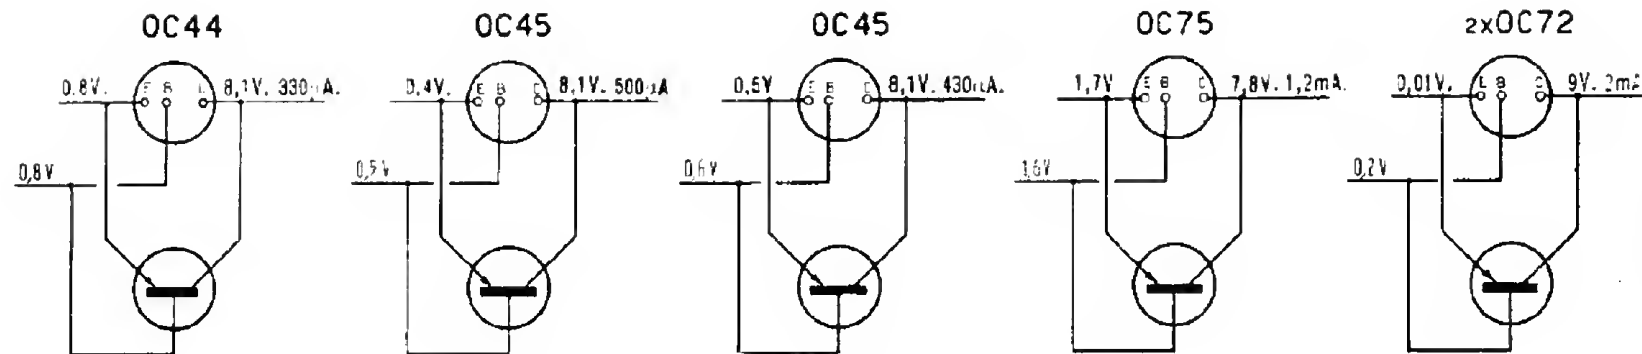 OC44
0.8V.
E B C
8,1V. 330µA.
0,8V
OC45
0.4V.
E B C
8,1V. 500µA
0,5V
OC45
0.5V
E B C
8,1V. 430µA.
0,6V
OC75
1,7V
E B C
7,8V. 1,2mA.
1,6V
2xOC72
0,01V.
E B C
9V. 2mA
0,2V